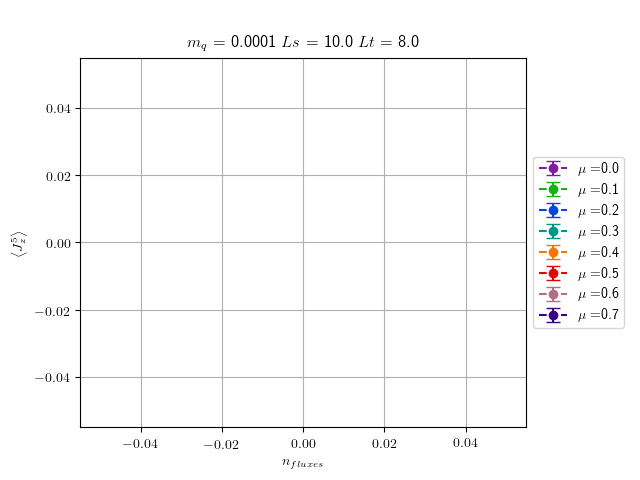 m_q = 0.0001 Ls = 10.0 Lt = 8.0
⟨J_z^5⟩
0.04
0.02
0.00
−0.02
−0.04
−0.04
−0.02
0.00
0.02
0.04
n_{fluxes}
μ =0.0
μ =0.1
μ =0.2
μ =0.3
μ =0.4
μ =0.5
μ =0.6
μ =0.7